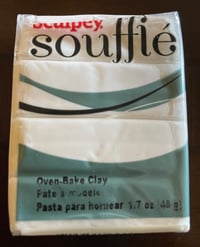 sculpey
soufflé
Oven-Bake Clay
Pâte à modeler
Pasta para hornear 1.7 oz (48 g)